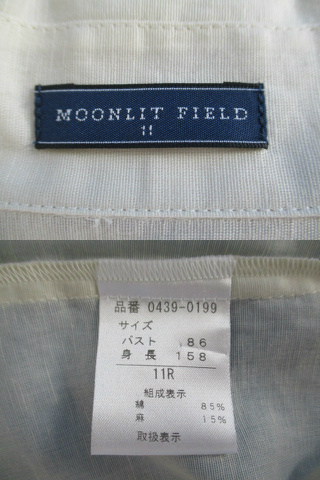 MOONLIT FIELD
11
品番 0439-0199
サイズ
バスト 86
身長 158
11R
組成表示
綿 85%
麻 15%
取扱表示